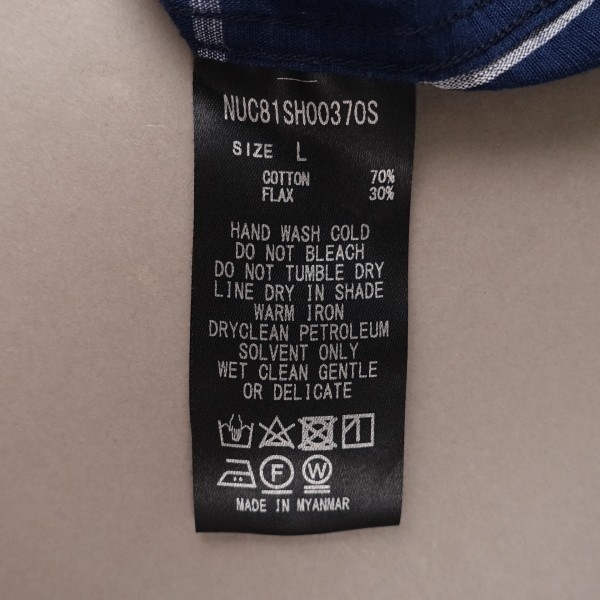 NUC81SH00370S
SIZE L
COTTON 70%
FLAX 30%
HAND WASH COLD
DO NOT BLEACH
DO NOT TUMBLE DRY
LINE DRY IN SHADE
WARM IRON
DRYCLEAN PETROLEUM
SOLVENT ONLY
WET CLEAN GENTLE
OR DELICATE
F W
MADE IN MYANMAR